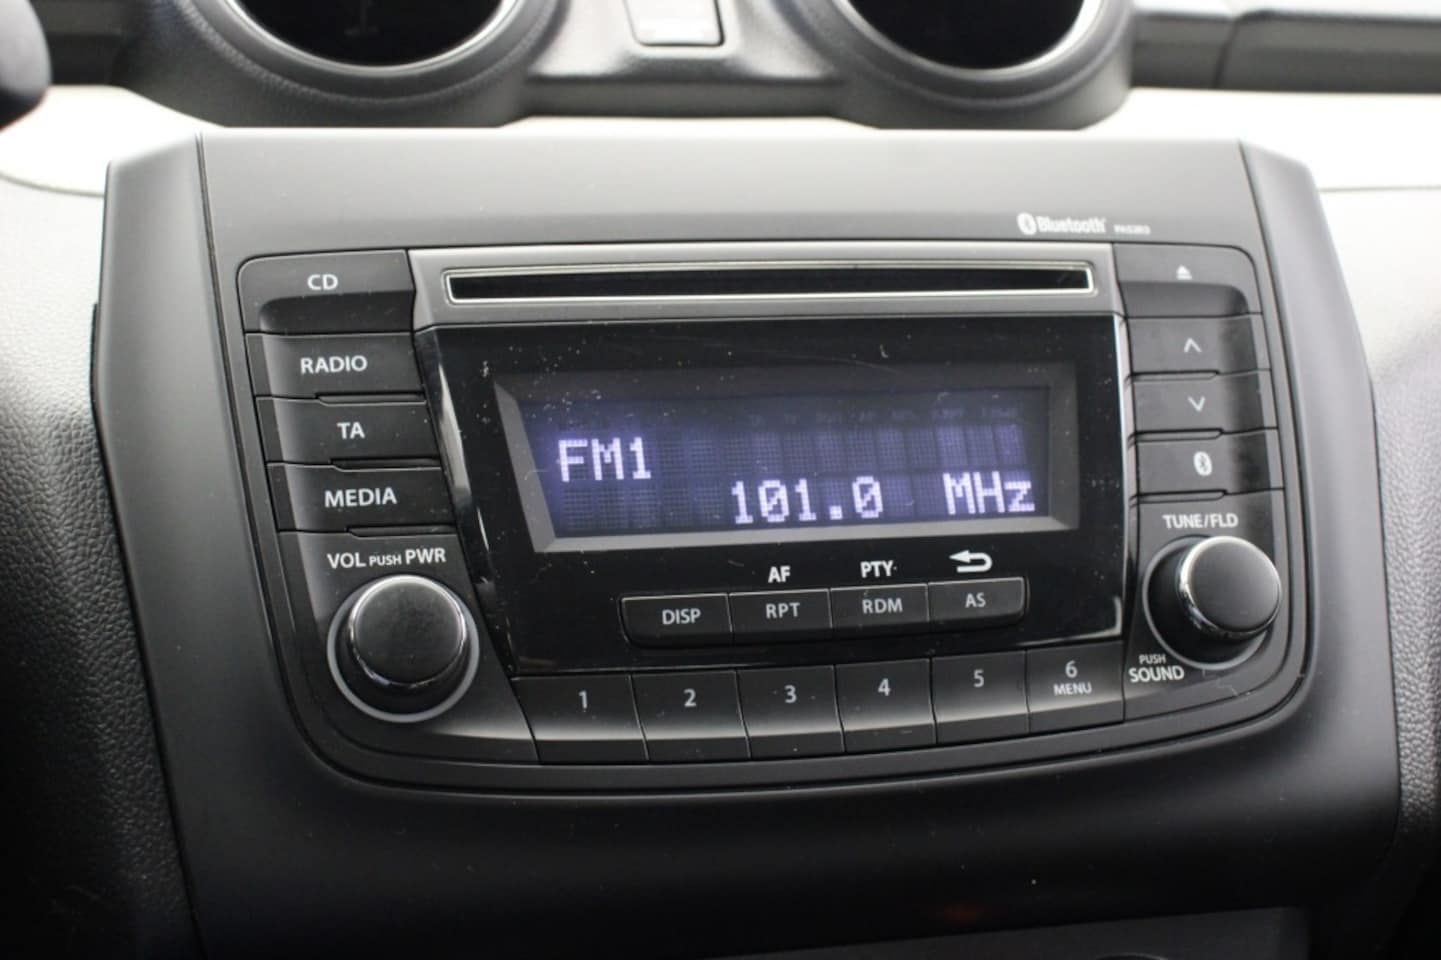 Bluetooth
CD
RADIO
TA
MEDIA
VOL PUSH PWR
FM1
101.0 MHz
TUNE/FLD
AF PTY
DISP RPT RDM AS
PUSH
SOUND
1 2 3 4 5 6
MENU